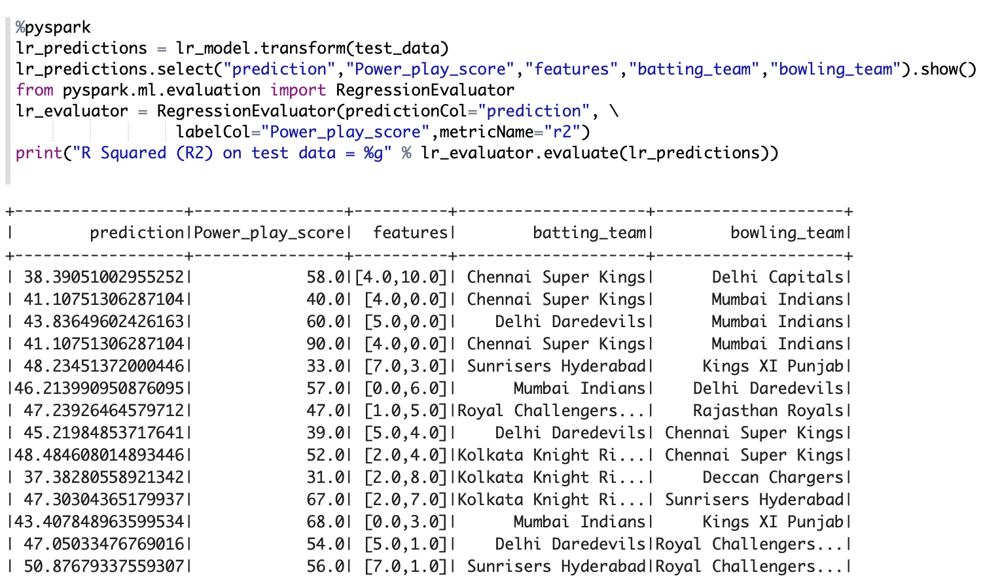 %pyspark
lr_predictions = lr_model.transform(test_data)
lr_predictions.select("prediction","Power_play_score","features","batting_team","bowling_team").show()
from pyspark.ml.evaluation import RegressionEvaluator
lr_evaluator = RegressionEvaluator(predictionCol="prediction", \
                 labelCol="Power_play_score",metricName="r2")
print("R Squared (R2) on test data = %g" % lr_evaluator.evaluate(lr_predictions))
+------------------+----------------+----------+--------------------+--------------------+
|        prediction|Power_play_score|  features|        batting_team|        bowling_team|
+------------------+----------------+----------+--------------------+--------------------+
| 38.39051002955252|            58.0|[4.0,10.0]| Chennai Super Kings|      Delhi Capitals|
| 41.10751306287104|            40.0| [4.0,0.0]| Chennai Super Kings|      Mumbai Indians|
| 43.83649602426163|            60.0| [5.0,0.0]|    Delhi Daredevils|      Mumbai Indians|
| 41.10751306287104|            90.0| [4.0,0.0]| Chennai Super Kings|      Mumbai Indians|
| 48.23451372000446|            33.0| [7.0,3.0]| Sunrisers Hyderabad|     Kings XI Punjab|
|46.213990950876095|            57.0| [0.0,6.0]|      Mumbai Indians|    Delhi Daredevils|
| 47.23926464579712|            47.0| [1.0,5.0]|Royal Challengers...|    Rajasthan Royals|
| 45.21984853717641|            39.0| [5.0,4.0]|    Delhi Daredevils| Chennai Super Kings|
|48.484608014893446|            52.0| [2.0,4.0]|Kolkata Knight Ri...| Chennai Super Kings|
| 37.38280558921342|            31.0| [2.0,8.0]|Kolkata Knight Ri...|     Deccan Chargers|
| 47.30304365179937|            67.0| [2.0,7.0]|Kolkata Knight Ri...| Sunrisers Hyderabad|
|43.407848963599534|            68.0| [0.0,3.0]|      Mumbai Indians|     Kings XI Punjab|
| 47.05033476769016|            54.0| [5.0,1.0]|    Delhi Daredevils|Royal Challengers...|
| 50.87679337559307|            56.0| [7.0,1.0]| Sunrisers Hyderabad|Royal Challengers...|